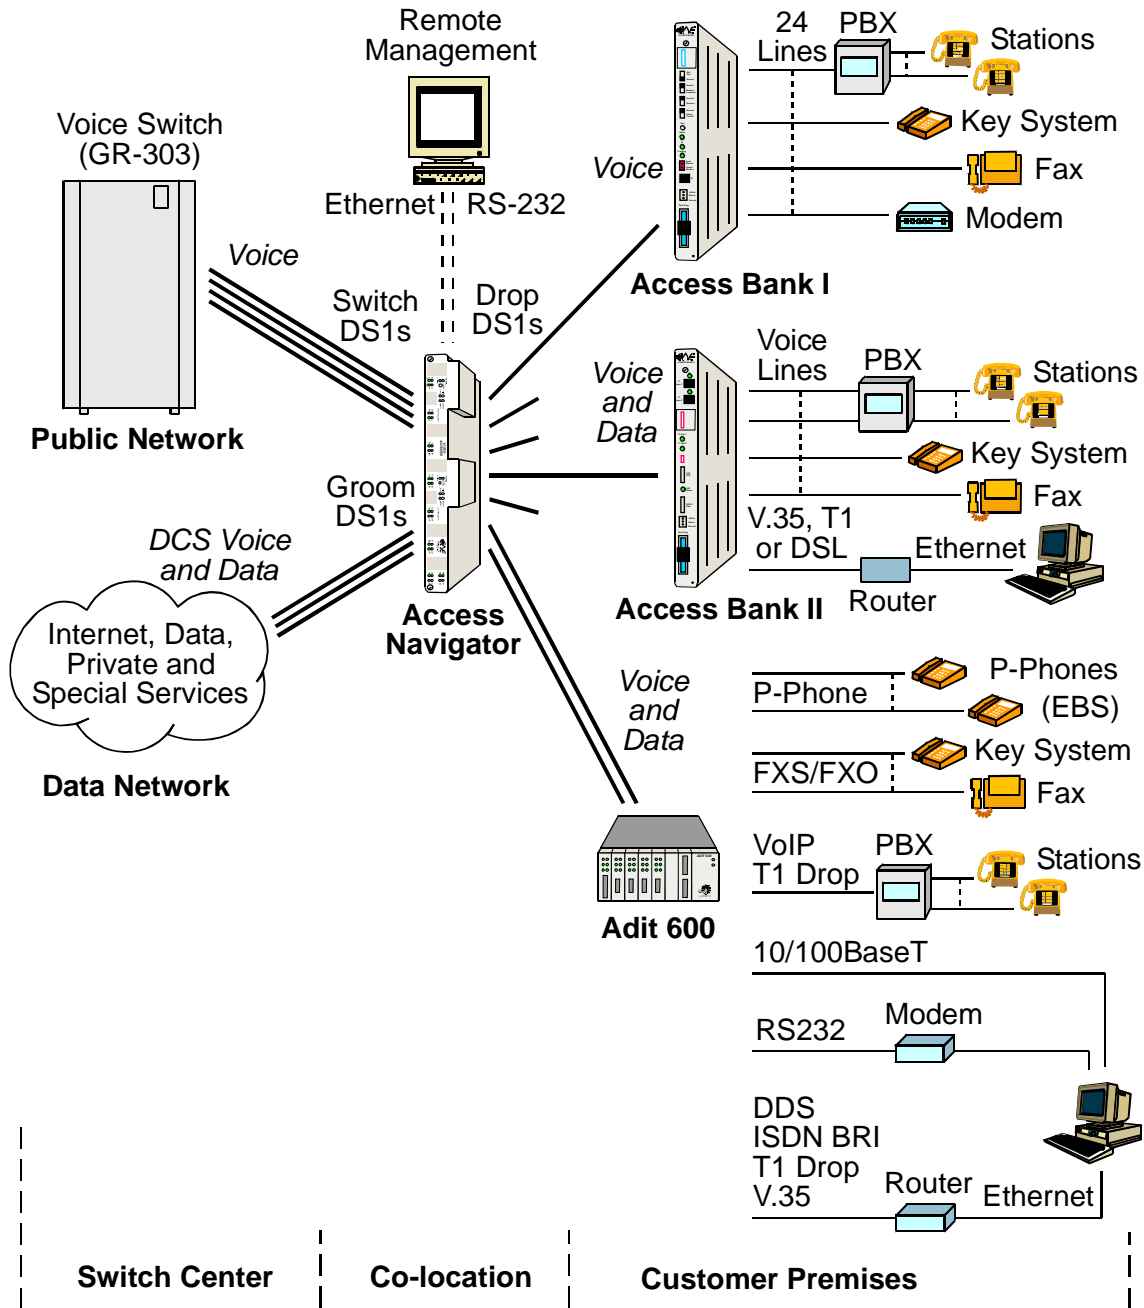 Remote
Management
Voice Switch
(GR-303)
Ethernet
RS-232
Voice
Switch
DS1s
Drop
DS1s
Public Network
Groom
DS1s
DCS Voice
and Data
Internet, Data,
Private and
Special Services
Data Network
Access
Navigator
Voice
24
Lines
PBX
Stations
Key System
Fax
Modem
Access Bank I
Voice
and
Data
Voice
Lines
PBX
Stations
Key System
Fax
V.35, T1
or DSL
Ethernet
Router
Access Bank II
Voice
and
Data
P-Phone
P-Phones
(EBS)
Key System
FXS/FXO
Fax
VoIP
T1 Drop
PBX
Stations
Adit 600
10/100BaseT
RS232
Modem
DDS
ISDN BRI
T1 Drop
V.35
Router
Ethernet
Switch Center
Co-location
Customer Premises